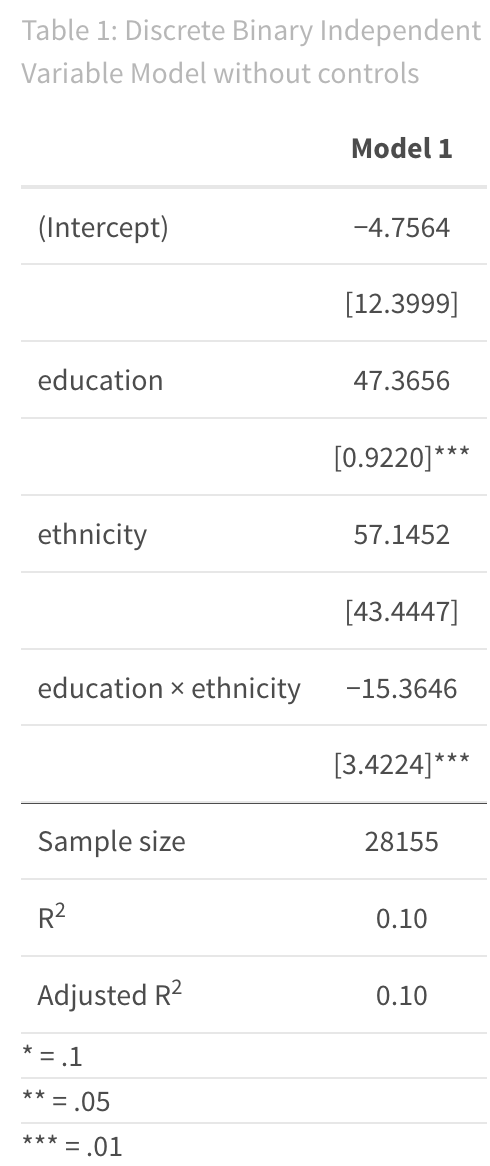 Table 1: Discrete Binary Independent
Variable Model without controls
Model 1
(Intercept) −4.7564
[12.3999]
education 47.3656
[0.9220]***
ethnicity 57.1452
[43.4447]
education × ethnicity −15.3646
[3.4224]***
Sample size 28155
R² 0.10
Adjusted R² 0.10
* = .1
** = .05
*** = .01